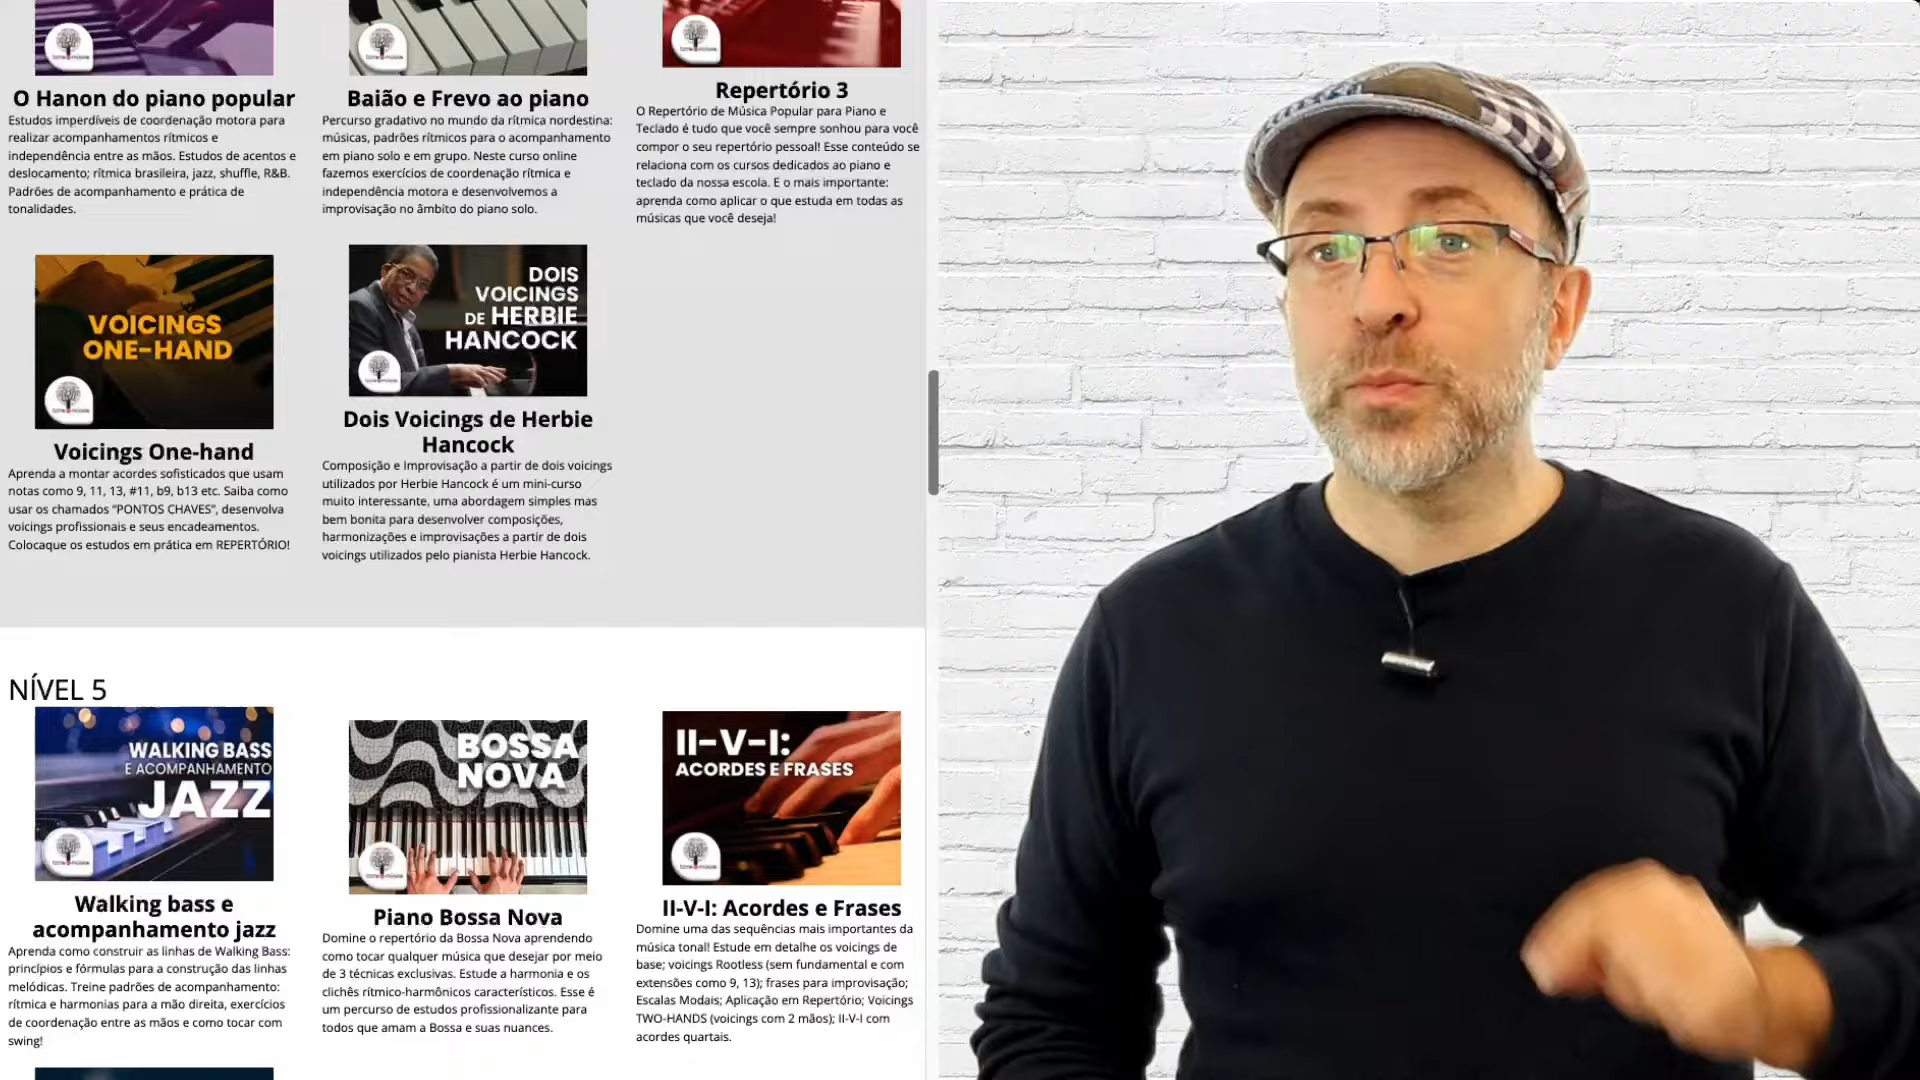 O Hanon do piano popular
Estudos imperdíveis de coordenação motora para
realizar acompanhamentos rítmicos e
independência entre as mãos. Estudos de acentos e
deslocamento; rítmica brasileira, jazz, shuffle, R&B.
Padrões de acompanhamento e prática de
tonalidades.
Baião e Frevo ao piano
Percurso gradativo no mundo da rítmica nordestina:
músicas, padrões rítmicos para o acompanhamento
em piano solo e em grupo. Neste curso online
fazemos exercícios de coordenação rítmica e
independência motora e desenvolvemos a
improvisação no âmbito do piano solo.
Repertório 3
O Repertório de Música Popular para Piano e
Teclado é tudo que você sempre sonhou para você
compor o seu repertório pessoal! Esse conteúdo se
relaciona com os cursos dedicados ao piano e
teclado da nossa escola. E o mais importante:
aprenda como aplicar o que estuda em todas as
músicas que você deseja!
VOICINGS
ONE-HAND
Voicings One-hand
Aprenda a montar acordes sofisticados que usam
notas como 9, 11, 13, #11, b9, b13 etc. Saiba como
usar os chamados “PONTOS CHAVES”, desenvolva
voicings profissionais e seus encadeamentos.
Colocaque os estudos em prática em REPERTÓRIO!
DOIS
VOICINGS
DE HERBIE
HANCOCK
Dois Voicings de Herbie
Hancock
Composição e Improvisação a partir de dois voicings
utilizados por Herbie Hancock é um mini-curso
muito interessante, uma abordagem simples mas
bem bonita para desenvolver composições,
harmonizações e improvisações a partir de dois
voicings utilizados pelo pianista Herbie Hancock.
NÍVEL 5
WALKING BASS
E ACOMPANHAMENTO
JAZZ
Walking bass e
acompanhamento jazz
Aprenda como construir as linhas de Walking Bass:
princípios e fórmulas para a construção das linhas
melódicas. Treine padrões de acompanhamento:
rítmica e harmonias para a mão direita, exercícios
de coordenação entre as mãos e como tocar com
swing!
BOSSA
NOVA
Piano Bossa Nova
Domine o repertório da Bossa Nova aprendendo
como tocar qualquer música que desejar por meio
de 3 técnicas exclusivas. Estude a harmonia e os
clichês rítmico-harmônicos característicos. Esse é
um percurso de estudos profissionalizante para
todos que amam a Bossa e suas nuances.
II-V-I:
ACORDES E FRASES
II-V-I: Acordes e Frases
Domine uma das sequências mais importantes da
música tonal! Estude em detalhe os voicings de
base; voicings Rootless (sem fundamental e com
extensões como 9, 13); frases para improvisação;
Escalas Modais; Aplicação em Repertório; Voicings
TWO-HANDS (voicings com 2 mãos); II-V-I com
acordes quartais.